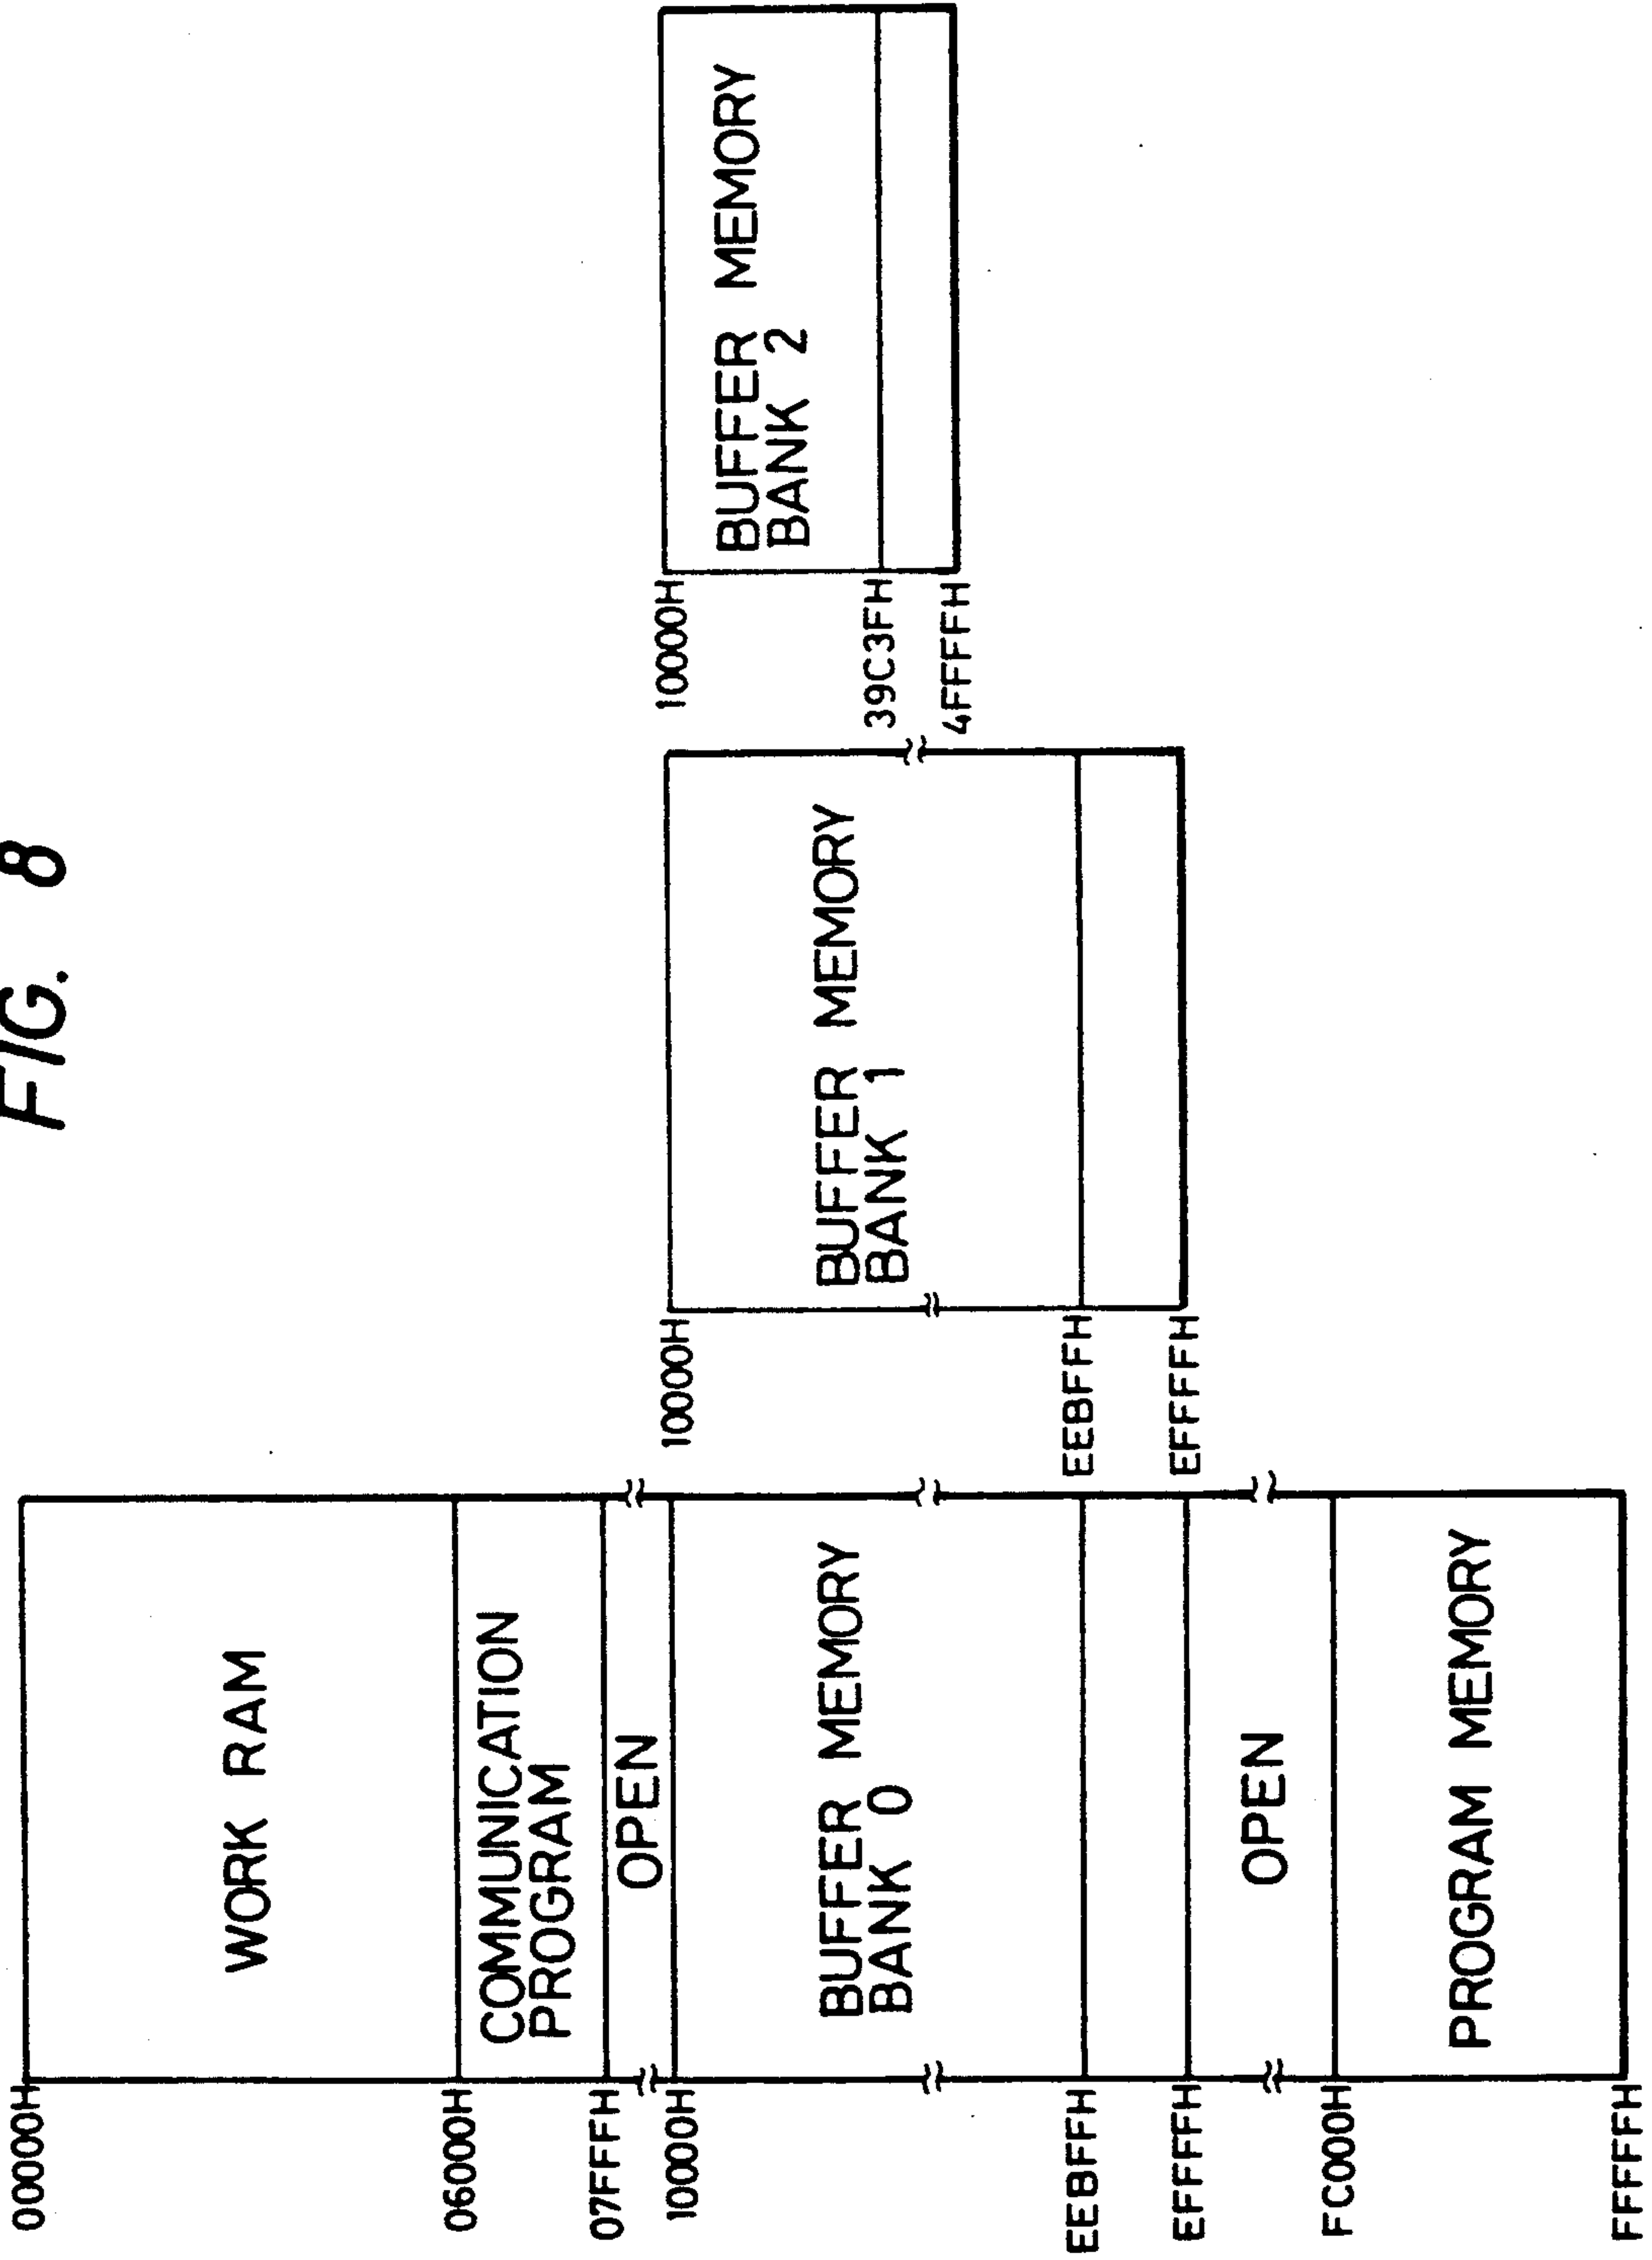 FIG. 8
00000H
WORK RAM
06000H
COMMUNICATION
PROGRAM
07FFFH
OPEN
10000H
BUFFER MEMORY
BANK 0
EEBFFH
EFFFFH
OPEN
FC000H
PROGRAM MEMORY
FFFFFH
10000H
BUFFER MEMORY
BANK 1
EEBFFH
EFFFFH
10000H
BUFFER MEMORY
BANK 2
39C3FH
4FFFFH